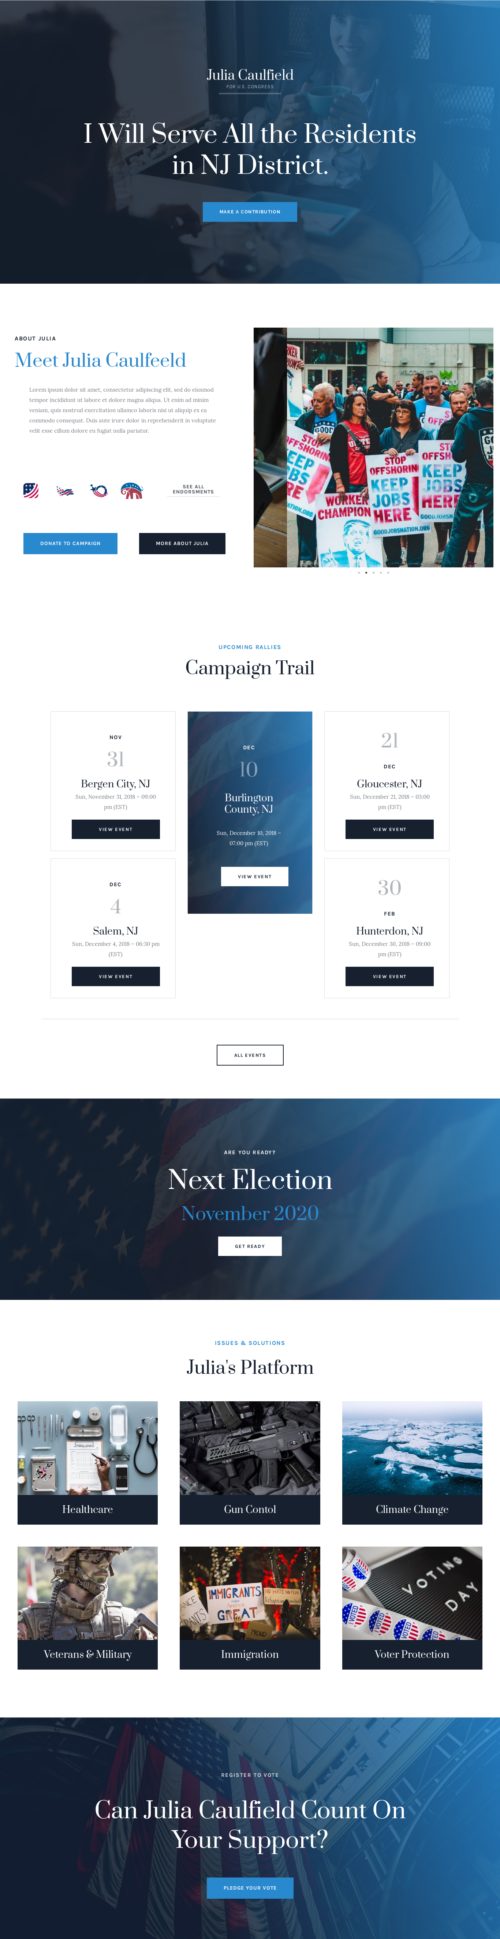 Julia Caulfield
FOR U.S. CONGRESS
I Will Serve All the Residents
in NJ District.
MAKE A CONTRIBUTION
ABOUT JULIA
Meet Julia Caulfeeld
Lorem ipsum dolor sit amet, consectetur adipiscing elit, sed do eiusmod
tempor incididunt ut labore et dolore magna aliqua. Ut enim ad minim
veniam, quis nostrud exercitation ullamco laboris nisi ut aliquip ex ea
commodo consequat. Duis aute irure dolor in reprehenderit in voluptate
velit esse cillum dolore eu fugiat nulla pariatur.
SEE ALL
ENDORSMENTS
DONATE TO CAMPAIGN
MORE ABOUT JULIA
STOP
OFFSHORING
KEEP
JOBS
HERE
WORKER
CHAMPION
GOODJOBSNATION.ORG
UPCOMING RALLIES
Campaign Trail
NOV
31
Bergen City, NJ
Sun, November 31, 2018 – 06:00
pm (EST)
VIEW EVENT
DEC
4
Salem, NJ
Sun, December 4, 2018 – 06:30 pm
(EST)
VIEW EVENT
DEC
10
Burlington
County, NJ
Sun, December 10, 2018 –
07:00 pm (EST)
VIEW EVENT
21
DEC
Gloucester, NJ
Sun, December 21, 2018 – 03:00
pm (EST)
VIEW EVENT
30
FEB
Hunterdon, NJ
Sun, December 30, 2018 – 09:00
pm (EST)
VIEW EVENT
ALL EVENTS
ARE YOU READY?
Next Election
November 2020
GET READY
ISSUES & SOLUTIONS
Julia's Platform
Healthcare
Gun Contol
Climate Change
IMMIGRANTS
GREAT
VOTING
DAY
Veterans & Military
Immigration
Voter Protection
REGISTER TO VOTE
Can Julia Caulfield Count On
Your Support?
PLEDGE YOUR VOTE